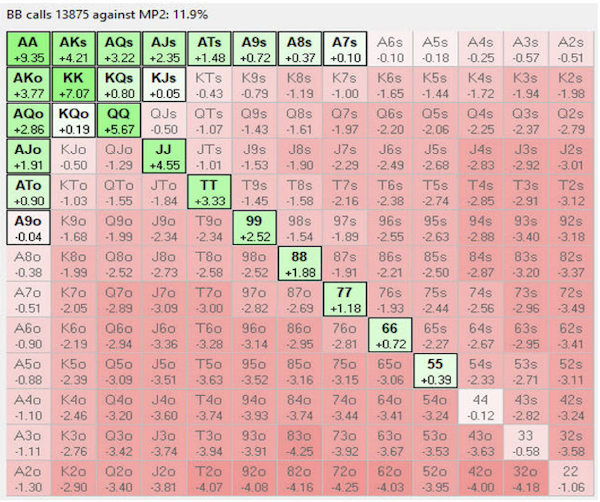 BB calls 13875 against MP2: 11.9%
AA AKs AQs AJs ATs A9s A8s A7s A6s A5s A4s A3s A2s
+9.35 +4.21 +3.22 +2.35 +1.48 +0.72 +0.37 +0.10 -0.10 -0.18 -0.25 -0.57 -0.51
AKo KK KQs KJs KTs K9s K8s K7s K6s K5s K4s K3s K2s
+3.77 +7.07 +0.80 +0.05 -0.43 -0.79 -1.19 -1.00 -1.65 -1.44 -1.72 -1.94 -1.98
AQo KQo QQ QJs QTs Q9s Q8s Q7s Q6s Q5s Q4s Q3s Q2s
+2.86 +0.19 +5.67 -0.50 -1.07 -1.43 -1.61 -1.97 -2.20 -2.06 -2.25 -2.37 -2.79
AJo KJo QJo JJ JTs J9s J8s J7s J6s J5s J4s J3s J2s
+1.91 -0.50 -1.29 +4.55 -1.01 -1.53 -1.90 -2.29 -2.49 -2.68 -2.83 -2.92 -3.01
ATo KTo QTo JTo TT T9s T8s T7s T6s T5s T4s T3s T2s
+0.90 -1.03 -1.55 -1.84 +3.33 -1.45 -1.58 -2.16 -2.38 -2.74 -2.85 -2.91 -3.12
A9o K9o Q9o J9o T9o 99 98s 97s 96s 95s 94s 93s 92s
-0.04 -1.68 -1.99 -2.34 -2.34 +2.52 -1.54 -1.89 -2.55 -2.63 -2.88 -3.40 -3.18
A8o K8o Q8o J8o T8o 98o 88 87s 86s 85s 84s 83s 82s
-0.38 -1.99 -2.52 -2.73 -2.58 -2.52 +1.88 -1.91 -2.21 -2.50 -2.87 -3.20 -3.37
A7o K7o Q7o J7o T7o 97o 87o 77 76s 75s 74s 73s 72s
-0.51 -2.05 -2.89 -3.09 -3.00 -2.82 -2.69 +1.18 -1.93 -2.44 -2.56 -2.96 -3.49
A6o K6o Q6o J6o T6o 96o 86o 76o 66 65s 64s 63s 62s
-0.90 -2.19 -2.94 -3.36 -3.28 -3.14 -2.95 -2.81 +0.72 -2.27 -2.67 -2.95 -3.41
A5o K5o Q5o J5o T5o 95o 85o 75o 65o 55 54s 53s 52s
-0.88 -2.39 -3.09 -3.51 -3.63 -3.52 -3.16 -3.15 -3.06 +0.39 -2.33 -2.71 -3.11
A4o K4o Q4o J4o T4o 94o 84o 74o 64o 54o 44 43s 42s
-1.10 -2.46 -3.20 -3.60 -3.74 -3.93 -3.74 -3.44 -3.41 -3.24 -0.12 -2.82 -3.24
A3o K3o Q3o J3o T3o 93o 83o 73o 63o 53o 43o 33 32s
-1.11 -2.76 -3.42 -3.74 -3.94 -3.91 -4.25 -3.92 -3.67 -3.53 -3.63 -0.58 -3.58
A2o K2o Q2o J2o T2o 92o 82o 72o 62o 52o 42o 32o 22
-1.30 -2.90 -3.40 -3.81 -4.07 -4.08 -4.16 -4.25 -4.03 -3.95 -4.00 -4.18 -1.06